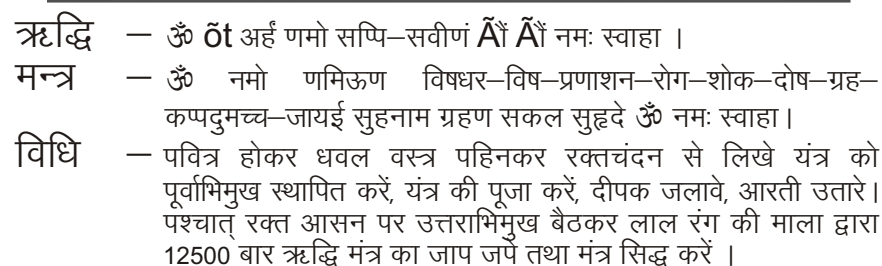 ऋद्धि – ॐ õt अर्हं णमो सप्पि–सवीणं Ãौं Ãौं नमः स्वाहा ।
मन्त्र – ॐ नमो णमिऊण विषधर–विष–प्रणाशन–रोग–शोक–दोष–ग्रह–
कप्पदुमच्च–जायई सुहनाम ग्रहण सकल सुहृदे ॐ नमः स्वाहा।
विधि – पवित्र होकर धवल वस्त्र पहिनकर रक्तचंदन से लिखे यंत्र को
पूर्वाभिमुख स्थापित करें, यंत्र की पूजा करें, दीपक जलावे, आरती उतारे।
पश्चात् रक्त आसन पर उत्तराभिमुख बैठकर लाल रंग की माला द्वारा
12500 बार ऋद्धि मंत्र का जाप जपे तथा मंत्र सिद्ध करें ।